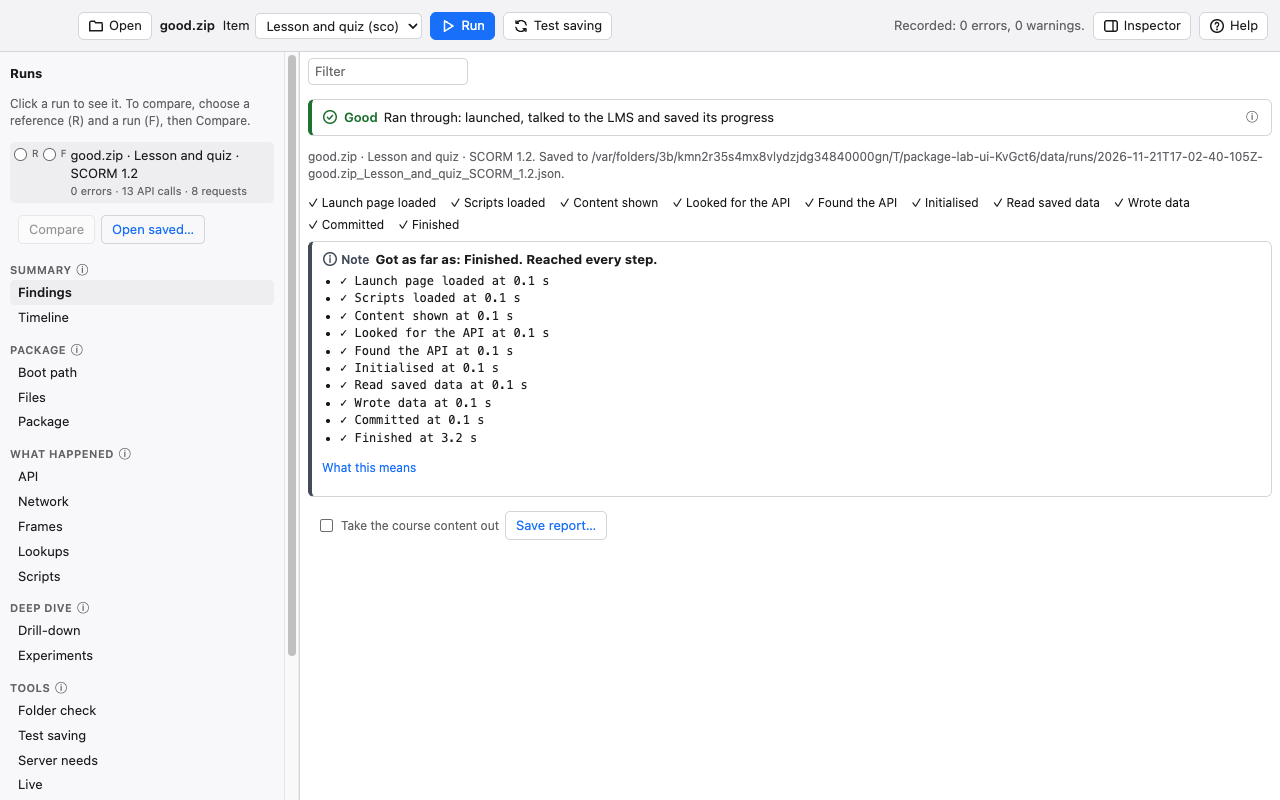 Open good.zip Item Lesson and quiz (sco) Run Test saving Recorded: 0 errors, 0 warnings. Inspector Help
Runs
Click a run to see it. To compare, choose a
reference (R) and a run (F), then Compare.
R F good.zip · Lesson and quiz ·
SCORM 1.2
0 errors · 13 API calls · 8 requests
Compare Open saved...
SUMMARY
Findings
Timeline
PACKAGE
Boot path
Files
Package
WHAT HAPPENED
API
Network
Frames
Lookups
Scripts
DEEP DIVE
Drill-down
Experiments
TOOLS
Folder check
Test saving
Server needs
Live
Filter
Good Ran through: launched, talked to the LMS and saved its progress
good.zip · Lesson and quiz · SCORM 1.2. Saved to /var/folders/3b/kmn2r35s4mx8vlydzjdg34840000gn/T/package-lab-ui-KvGct6/data/runs/2026-11-21T17-02-40-105Z-
good.zip_Lesson_and_quiz_SCORM_1.2.json.
✓ Launch page loaded ✓ Scripts loaded ✓ Content shown ✓ Looked for the API ✓ Found the API ✓ Initialised ✓ Read saved data ✓ Wrote data
✓ Committed ✓ Finished
Note Got as far as: Finished. Reached every step.
• ✓ Launch page loaded at 0.1 s
• ✓ Scripts loaded at 0.1 s
• ✓ Content shown at 0.1 s
• ✓ Looked for the API at 0.1 s
• ✓ Found the API at 0.1 s
• ✓ Initialised at 0.1 s
• ✓ Read saved data at 0.1 s
• ✓ Wrote data at 0.1 s
• ✓ Committed at 0.1 s
• ✓ Finished at 3.2 s
What this means
Take the course content out Save report...